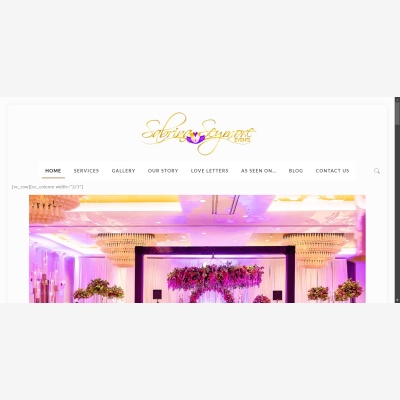 Sabrina Seymore
EVENTS
HOME SERVICES GALLERY OUR STORY LOVE LETTERS AS SEEN ON... BLOG CONTACT US
[vc_row][vc_column width="2/3"]